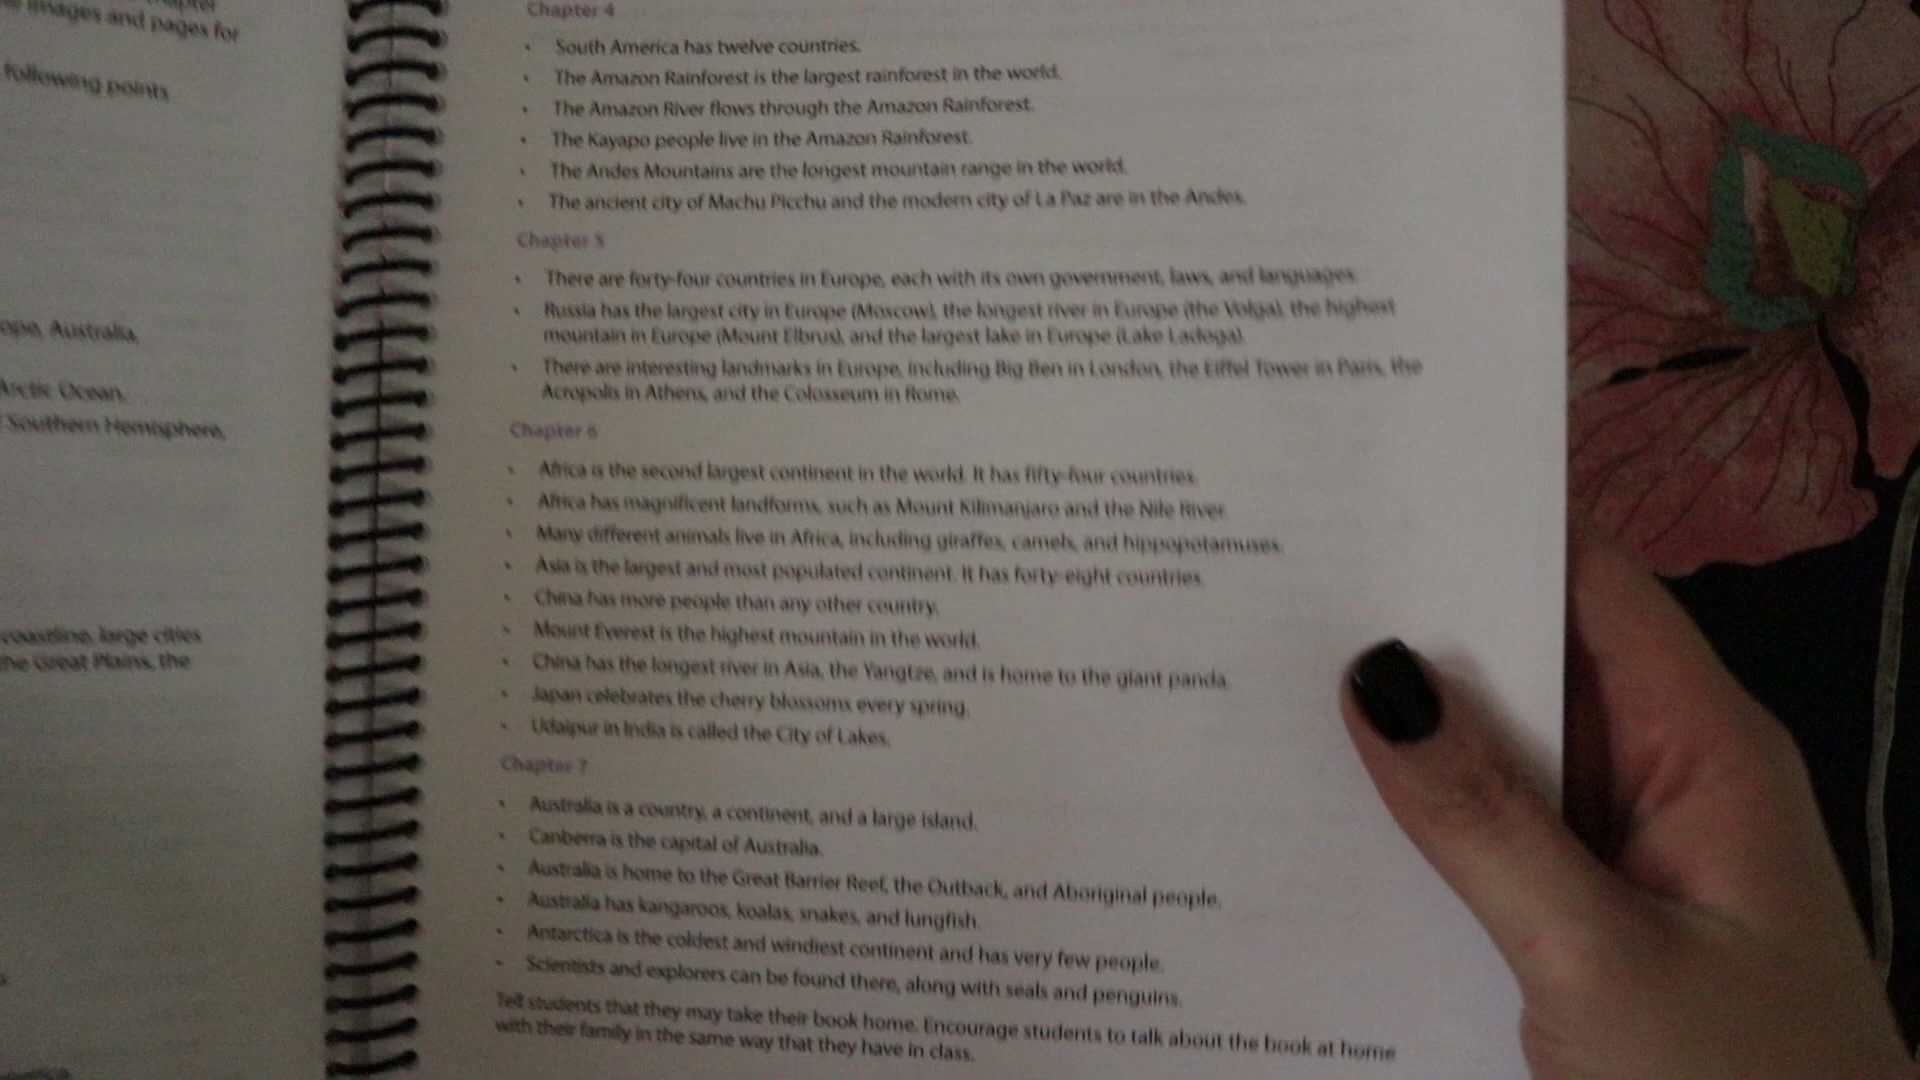 images and pages for
following points
Australia,
Arctic Ocean.
Southern Hemisphere,
coastline, large cities
the Great Plains, the
Chapter 4
• South America has twelve countries.
• The Amazon Rainforest is the largest rainforest in the world.
• The Amazon River flows through the Amazon Rainforest.
• The Kayapo people live in the Amazon Rainforest.
• The Andes Mountains are the longest mountain range in the world.
• The ancient city of Machu Picchu and the modern city of La Paz are in the Andes.
Chapter 5
• There are forty-four countries in Europe, each with its own government, laws, and languages.
• Russia has the largest city in Europe (Moscow), the longest river in Europe (the Volga), the highest
mountain in Europe (Mount Elbrus), and the largest lake in Europe (Lake Ladoga).
• There are interesting landmarks in Europe, including Big Ben in London, the Eiffel Tower in Paris, the
Acropolis in Athens, and the Colosseum in Rome.
Chapter 6
• Africa is the second largest continent in the world. It has fifty-four countries.
• Africa has magnificent landforms, such as Mount Kilimanjaro and the Nile River.
• Many different animals live in Africa, including giraffes, camels, and hippopotamuses.
• Asia is the largest and most populated continent. It has forty-eight countries.
• China has more people than any other country.
• Mount Everest is the highest mountain in the world.
• China has the longest river in Asia, the Yangtze, and is home to the giant panda.
• Japan celebrates the cherry blossoms every spring.
• Udaipur in India is called the City of Lakes.
Chapter 7
• Australia is a country, a continent, and a large island.
• Canberra is the capital of Australia.
• Australia is home to the Great Barrier Reef, the Outback, and Aboriginal people.
• Australia has kangaroos, koalas, snakes, and lungfish.
• Antarctica is the coldest and windiest continent and has very few people.
• Scientists and explorers can be found there, along with seals and penguins.
Tell students that they may take their book home. Encourage students to talk about the book at home
with their family in the same way that they have in class.